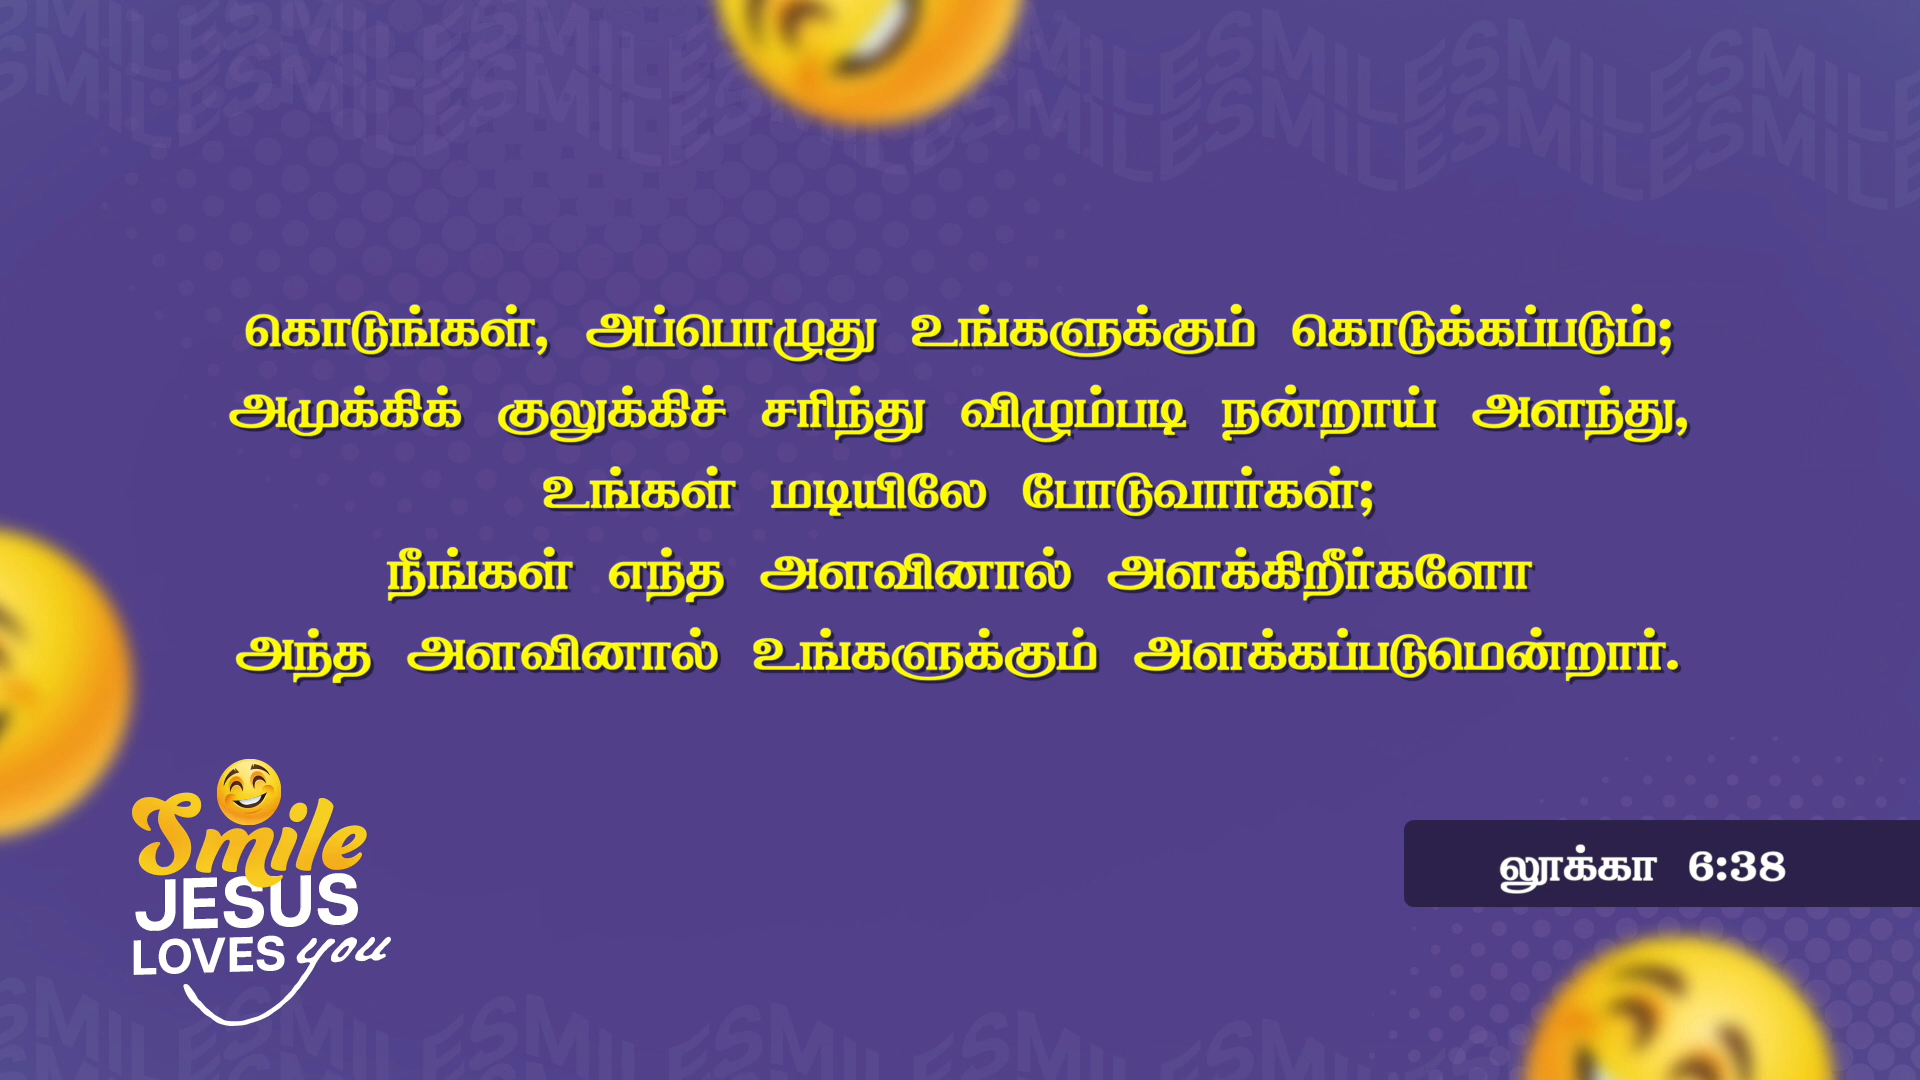 கொடுங்கள், அப்பொழுது உங்களுக்கும் கொடுக்கப்படும்;
அமுக்கிக் குலுக்கிச் சரிந்து விழும்படி நன்றாய் அளந்து,
உங்கள் மடியிலே போடுவார்கள்;
நீங்கள் எந்த அளவினால் அளக்கிறீர்களோ
அந்த அளவினால் உங்களுக்கும் அளக்கப்படுமென்றார்.
Smile
JESUS
LOVES you
லூக்கா 6:38